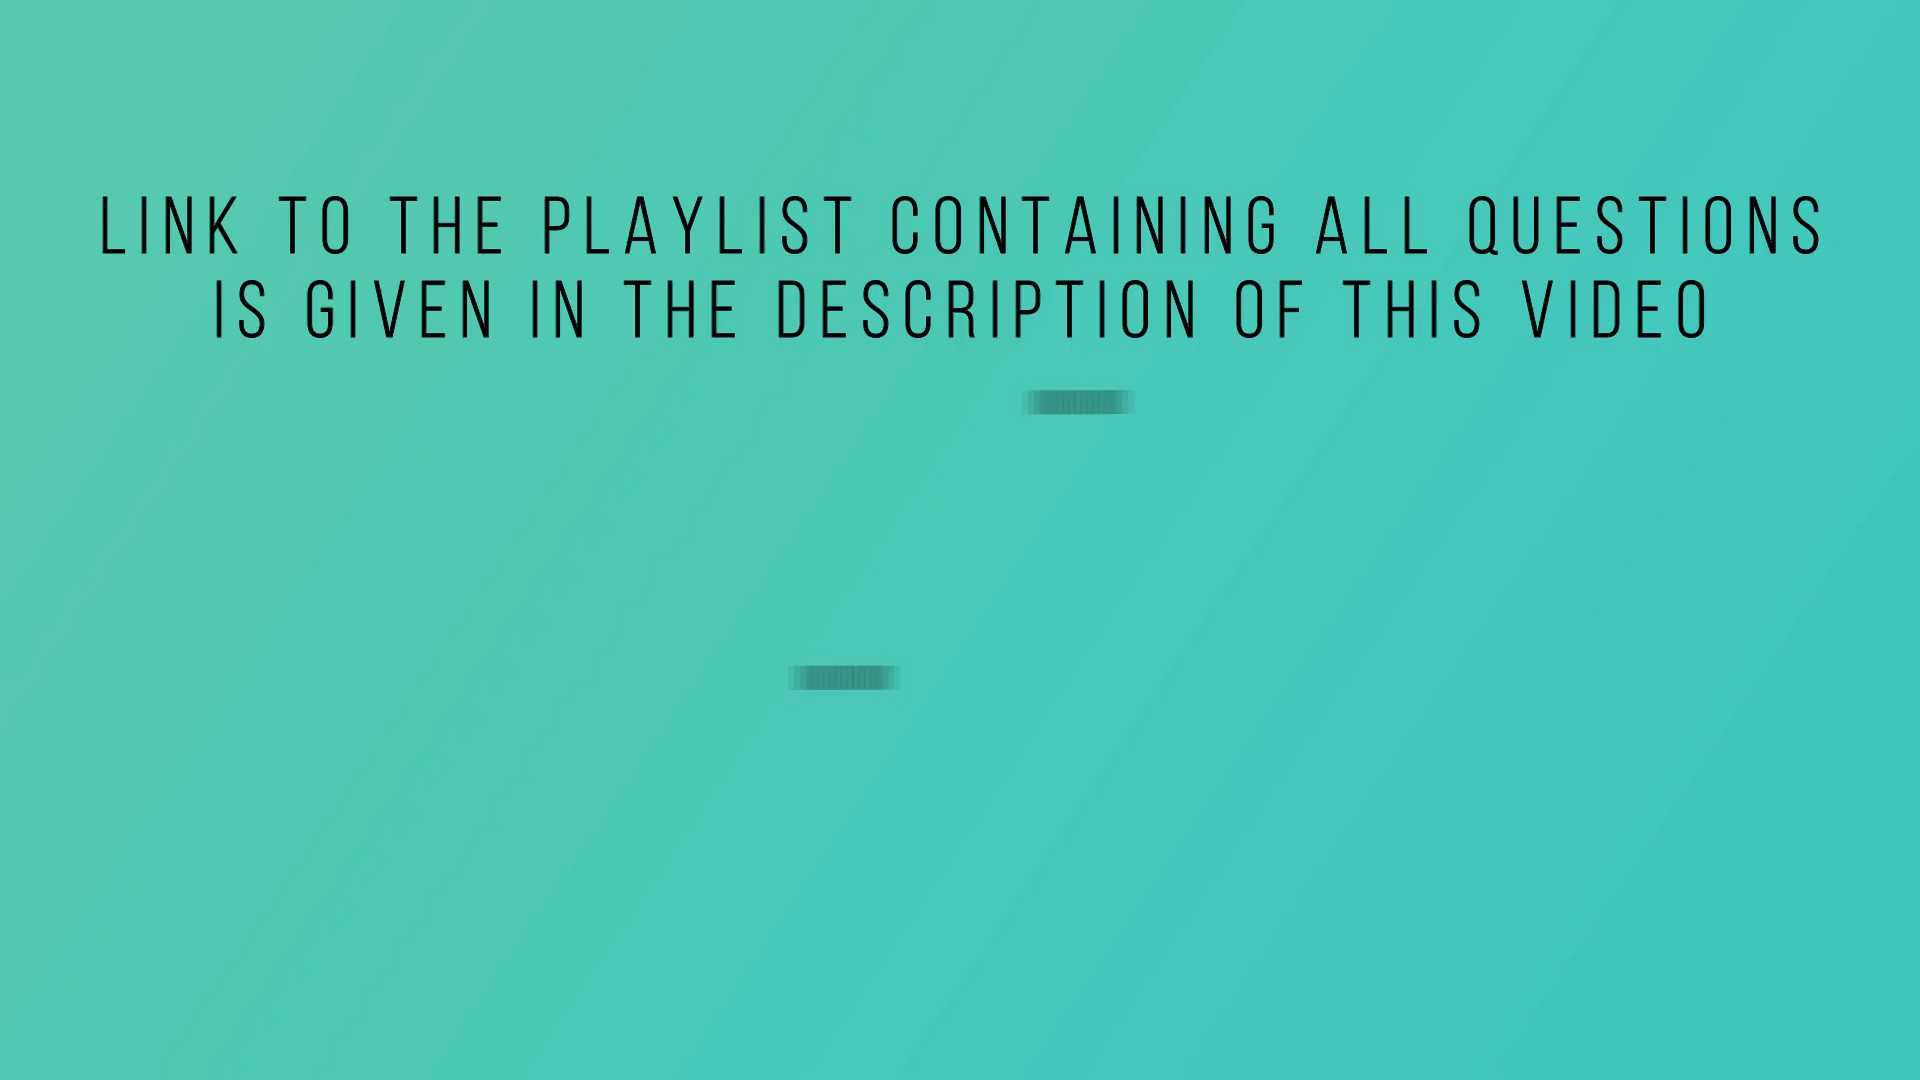 LINK TO THE PLAYLIST CONTAINING ALL QUESTIONS
IS GIVEN IN THE DESCRIPTION OF THIS VIDEO